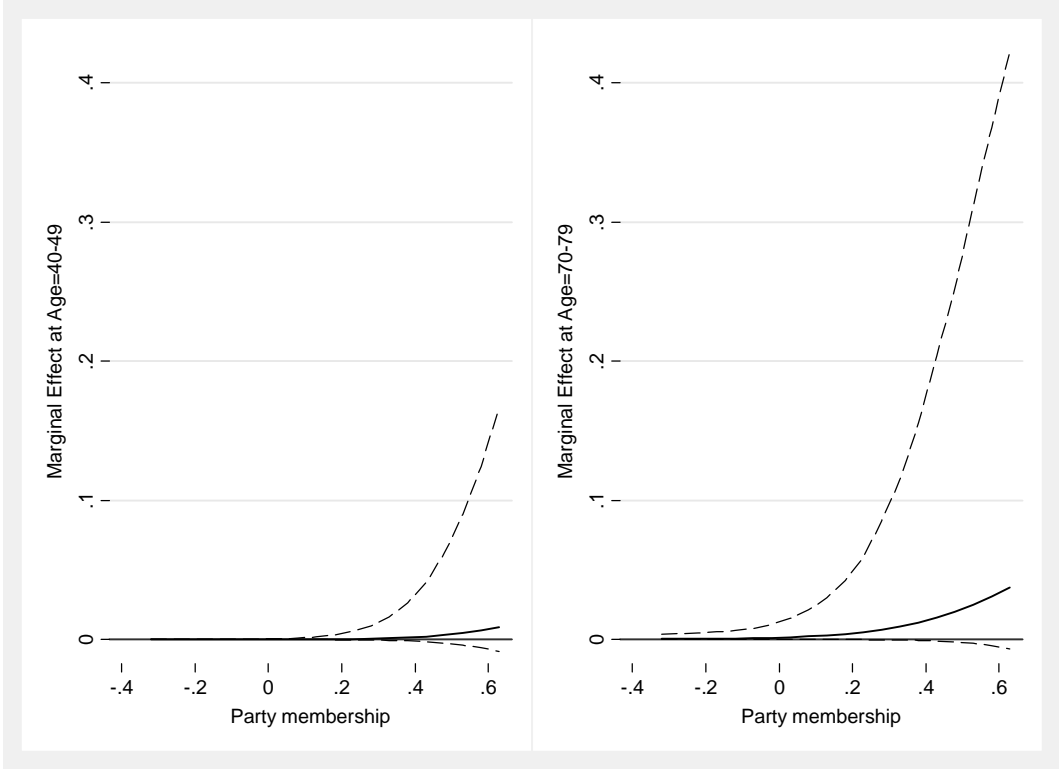 Marginal Effect at Age=40-49
.4
.3
.2
.1
0
-.4 -.2 0 .2 .4 .6
Party membership
Marginal Effect at Age=70-79
.4
.3
.2
.1
0
-.4 -.2 0 .2 .4 .6
Party membership